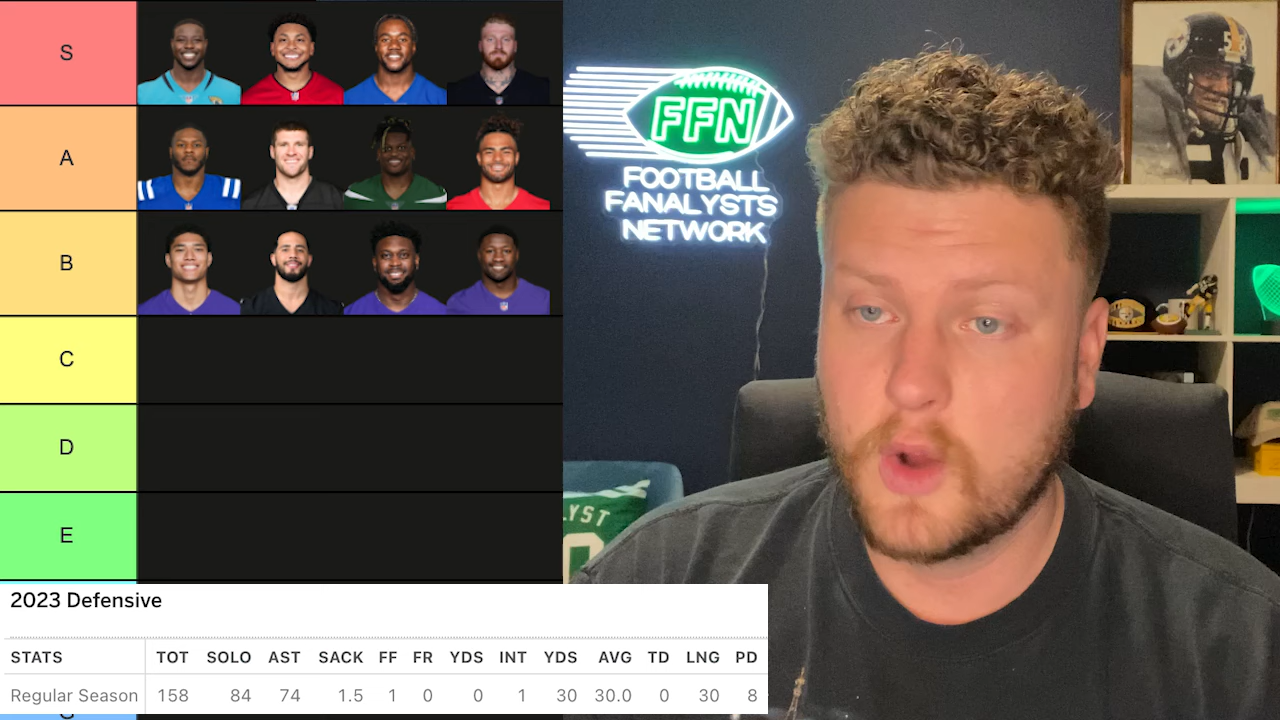 S
A
B
C
D
E
FFN
FOOTBALL
FANALYSTS
NETWORK
LYST
2023 Defensive
STATS TOT SOLO AST SACK FF FR YDS INT YDS AVG TD LNG PD
Regular Season 158 84 74 1.5 1 0 0 1 30 30.0 0 30 8